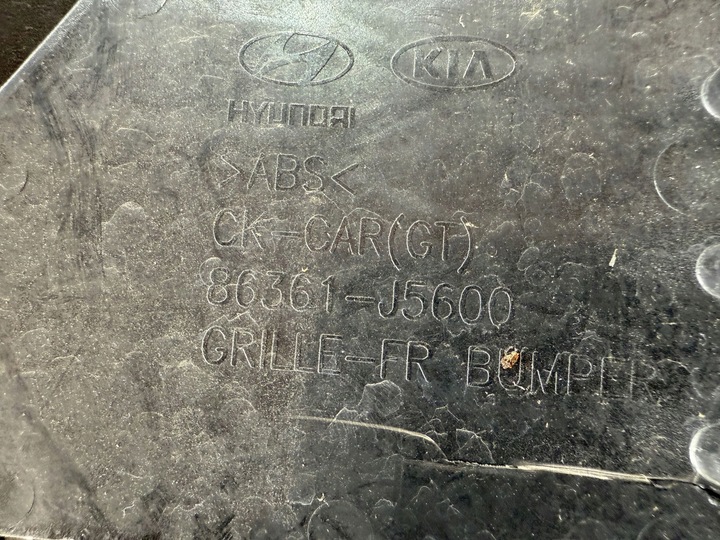 KIA
HYUNDAI
>ABS<
CK-CAR(GT)
86361-J5600
GRILLE-FR BUMPER